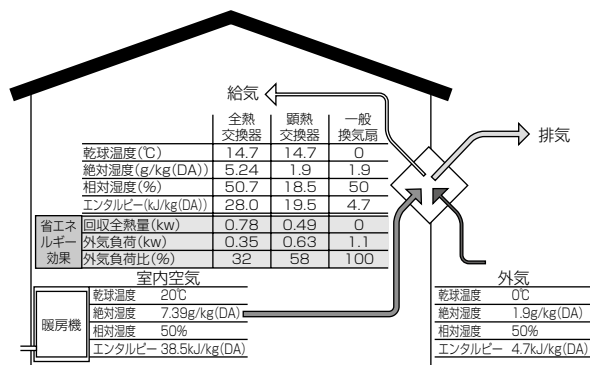 給気
排気
全熱交換器 顕熱交換器 一般換気扇
乾球温度(℃) 14.7 14.7 0
絶対湿度(g/kg(DA)) 5.24 1.9 1.9
相対湿度(%) 50.7 18.5 50
エンタルピー(kJ/kg(DA)) 28.0 19.5 4.7
省エネルギー効果
回収全熱量(kw) 0.78 0.49 0
外気負荷(kw) 0.35 0.63 1.1
外気負荷比(%) 32 58 100
室内空気
暖房機
乾球温度 20℃
絶対湿度 7.39g/kg(DA)
相対湿度 50%
エンタルピー 38.5kJ/kg(DA)
外気
乾球温度 0℃
絶対湿度 1.9g/kg(DA)
相対湿度 50%
エンタルピー 4.7kJ/kg(DA)